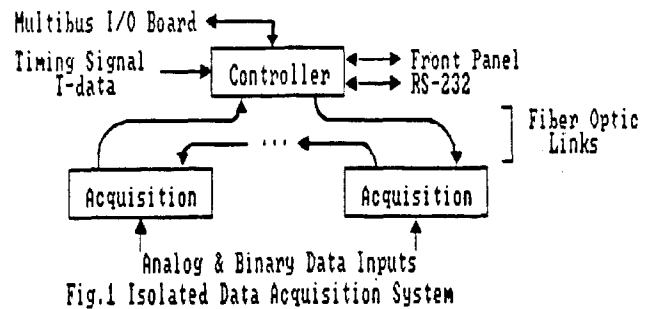 Multibus I/O Board
Timing Signal
T-data
Controller
Front Panel
RS-232
Fiber Optic
Links
...
Acquisition
Acquisition
Analog & Binary Data Inputs
Fig.1 Isolated Data Acquisition System